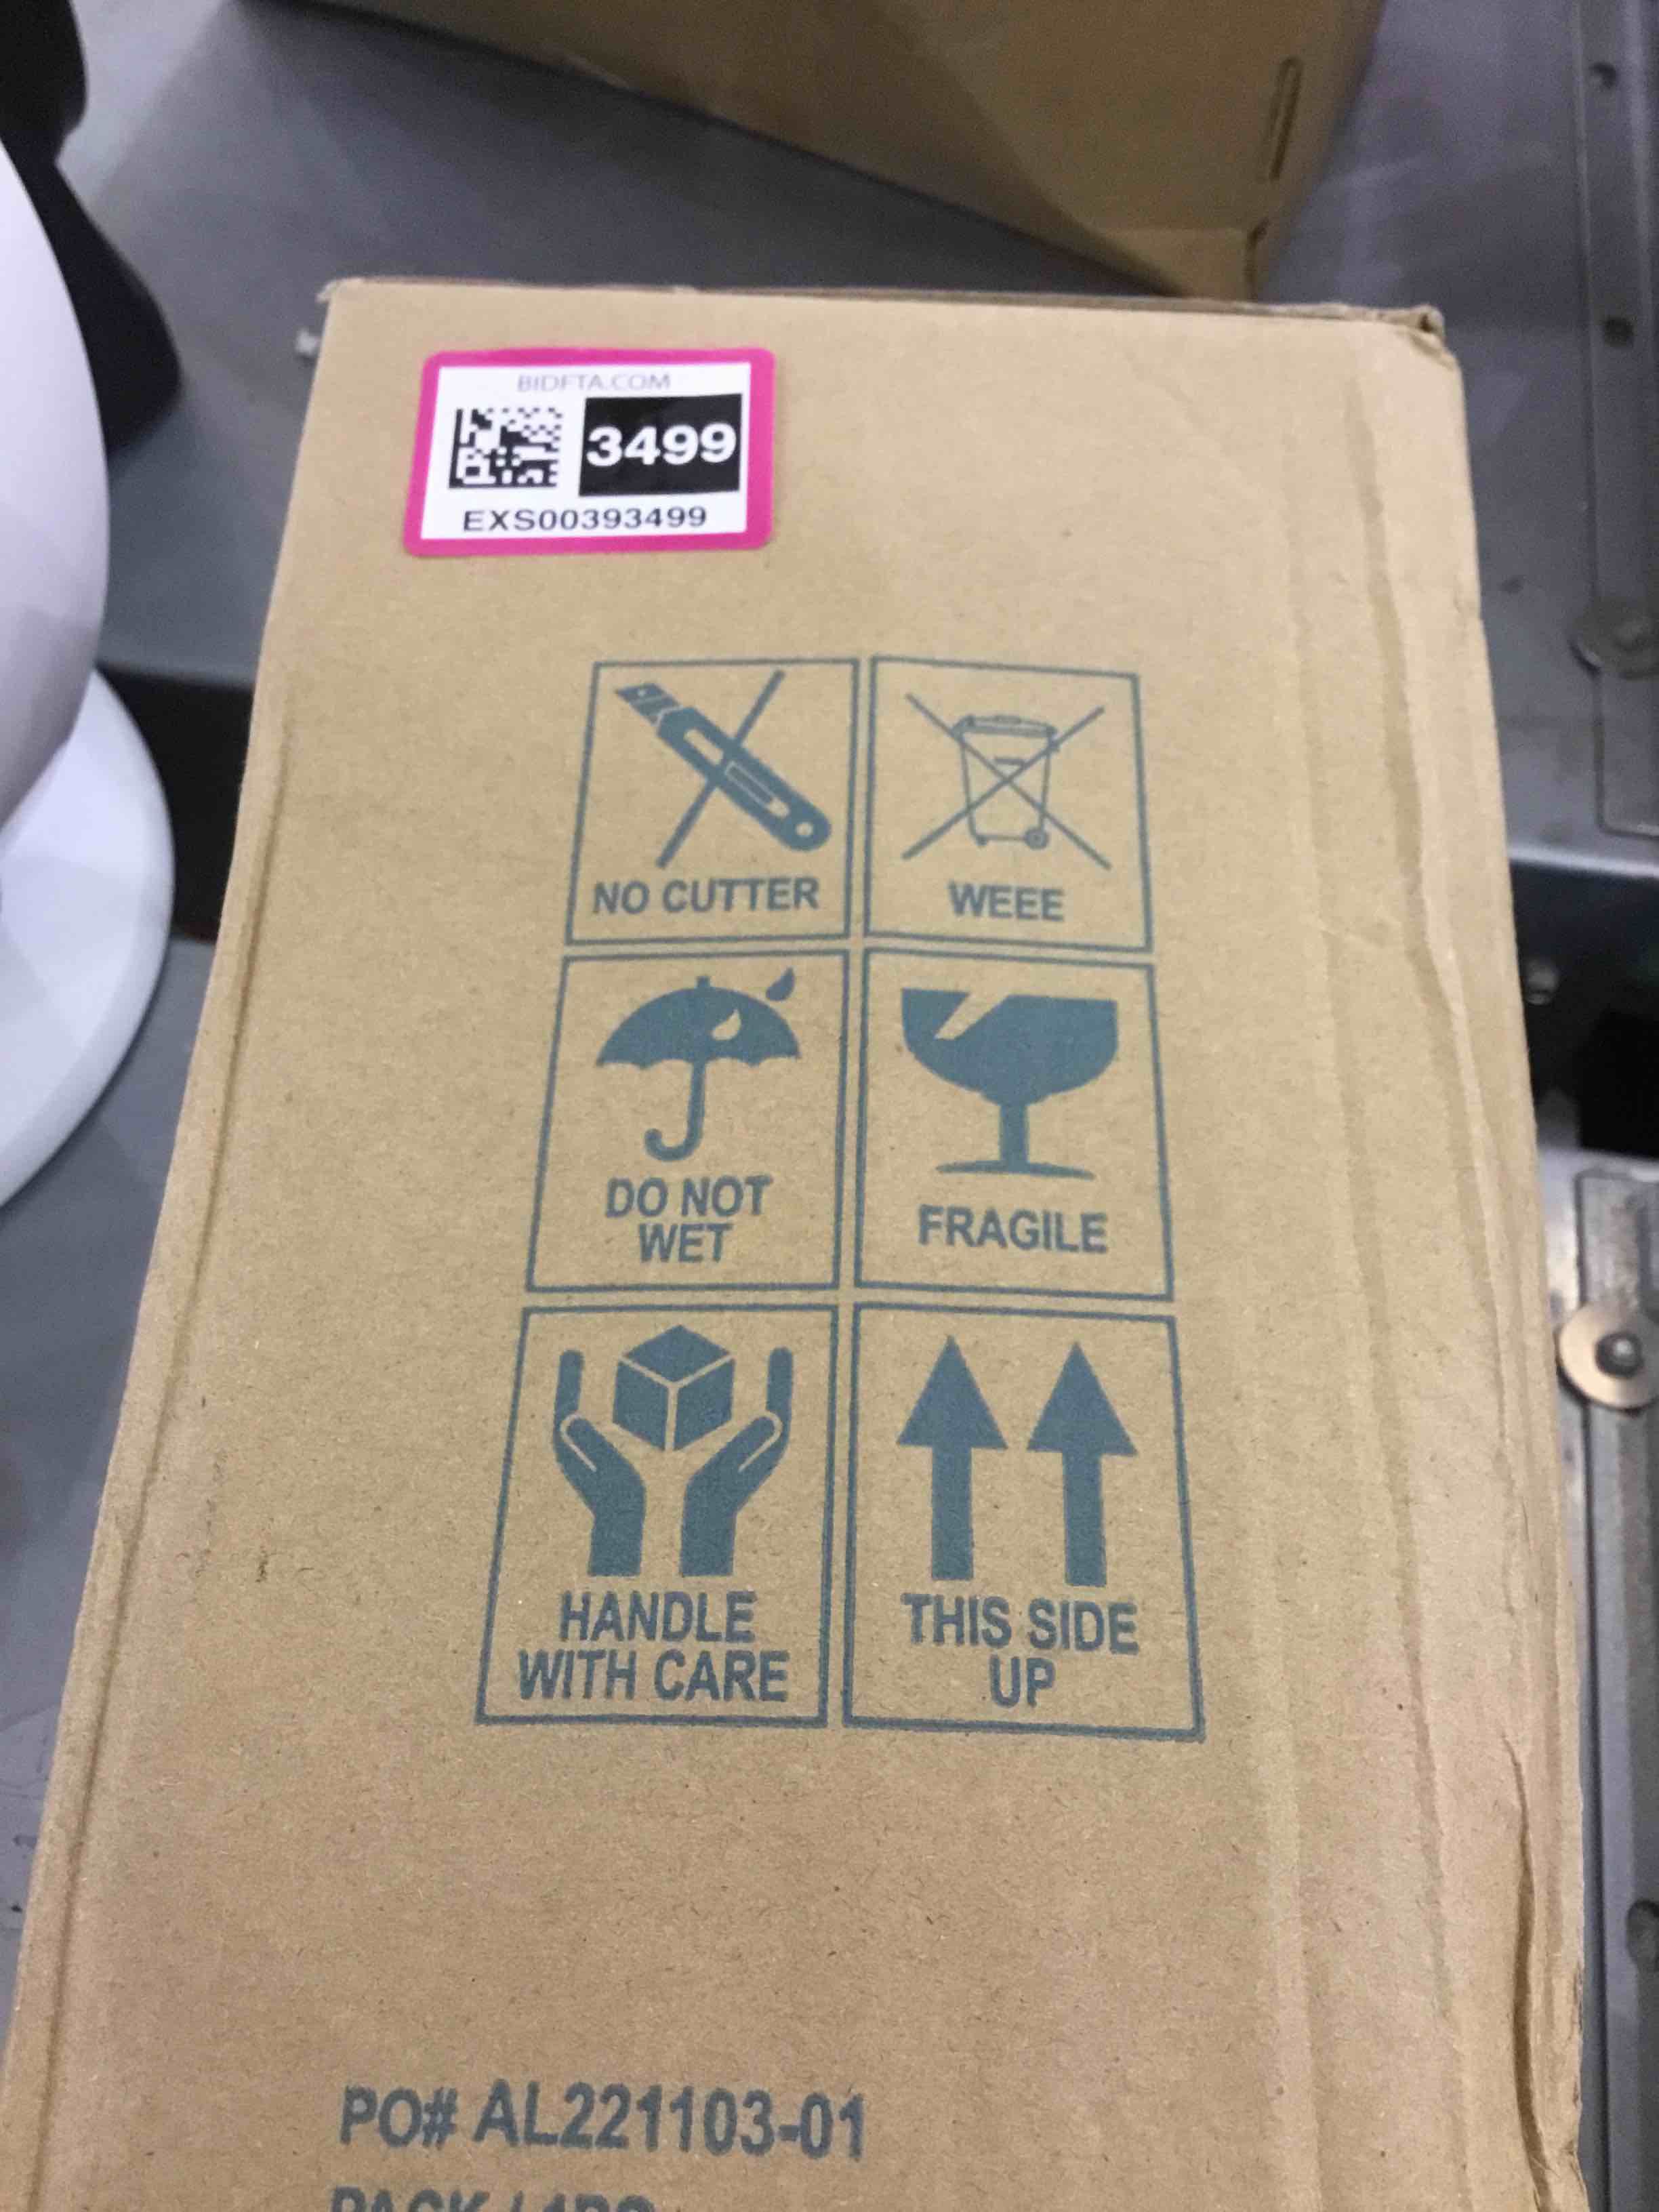 BIDFTA.COM
3499
EXS00393499
NO CUTTER
WEEE
DO NOT
WET
FRAGILE
HANDLE
WITH CARE
THIS SIDE
UP
PO# AL221103-01